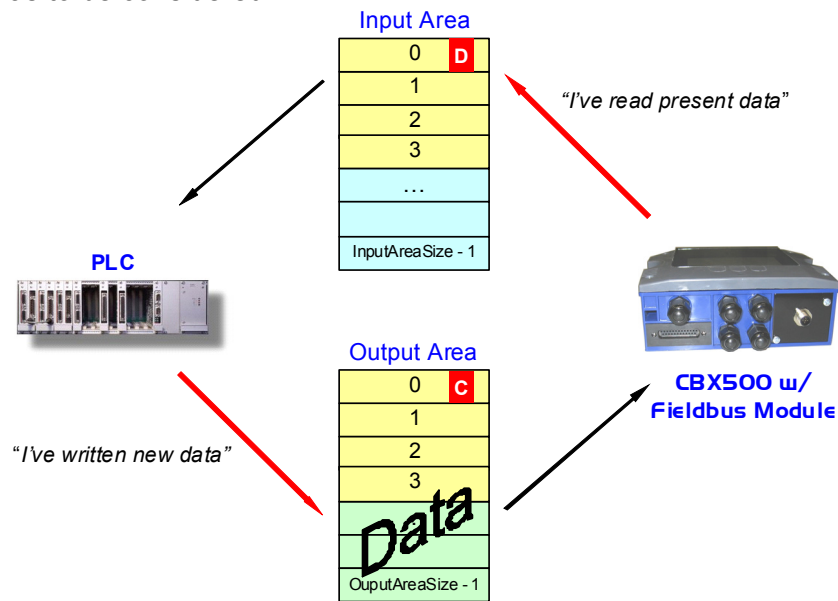 Input Area
0 D
1
2
3
...
InputAreaSize - 1
"I've read present data"
PLC
CBX500 w/
Fieldbus Module
Output Area
0 C
1
2
3
Data
OuputAreaSize - 1
"I've written new data"